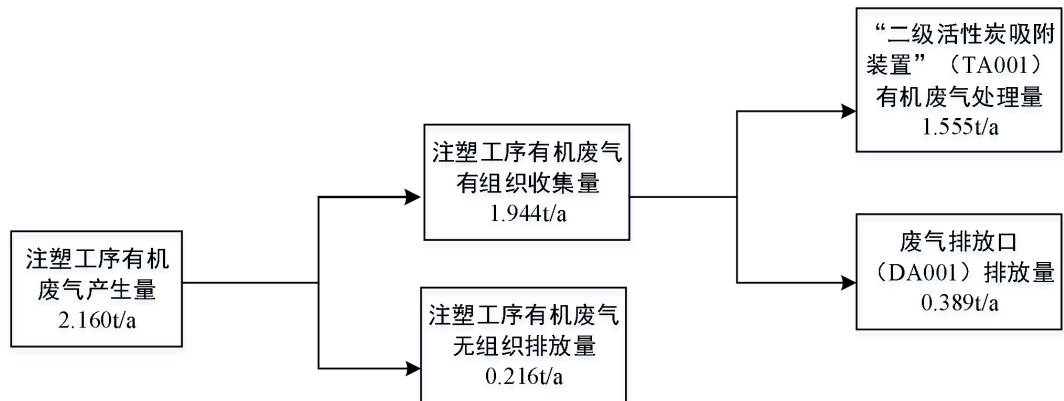 注塑工序有机
废气产生量
2.160t/a
注塑工序有机废气
有组织收集量
1.944t/a
注塑工序有机废气
无组织排放量
0.216t/a
“二级活性炭吸附
装置”（TA001）
有机废气处理量
1.555t/a
废气排放口
（DA001）排放量
0.389t/a